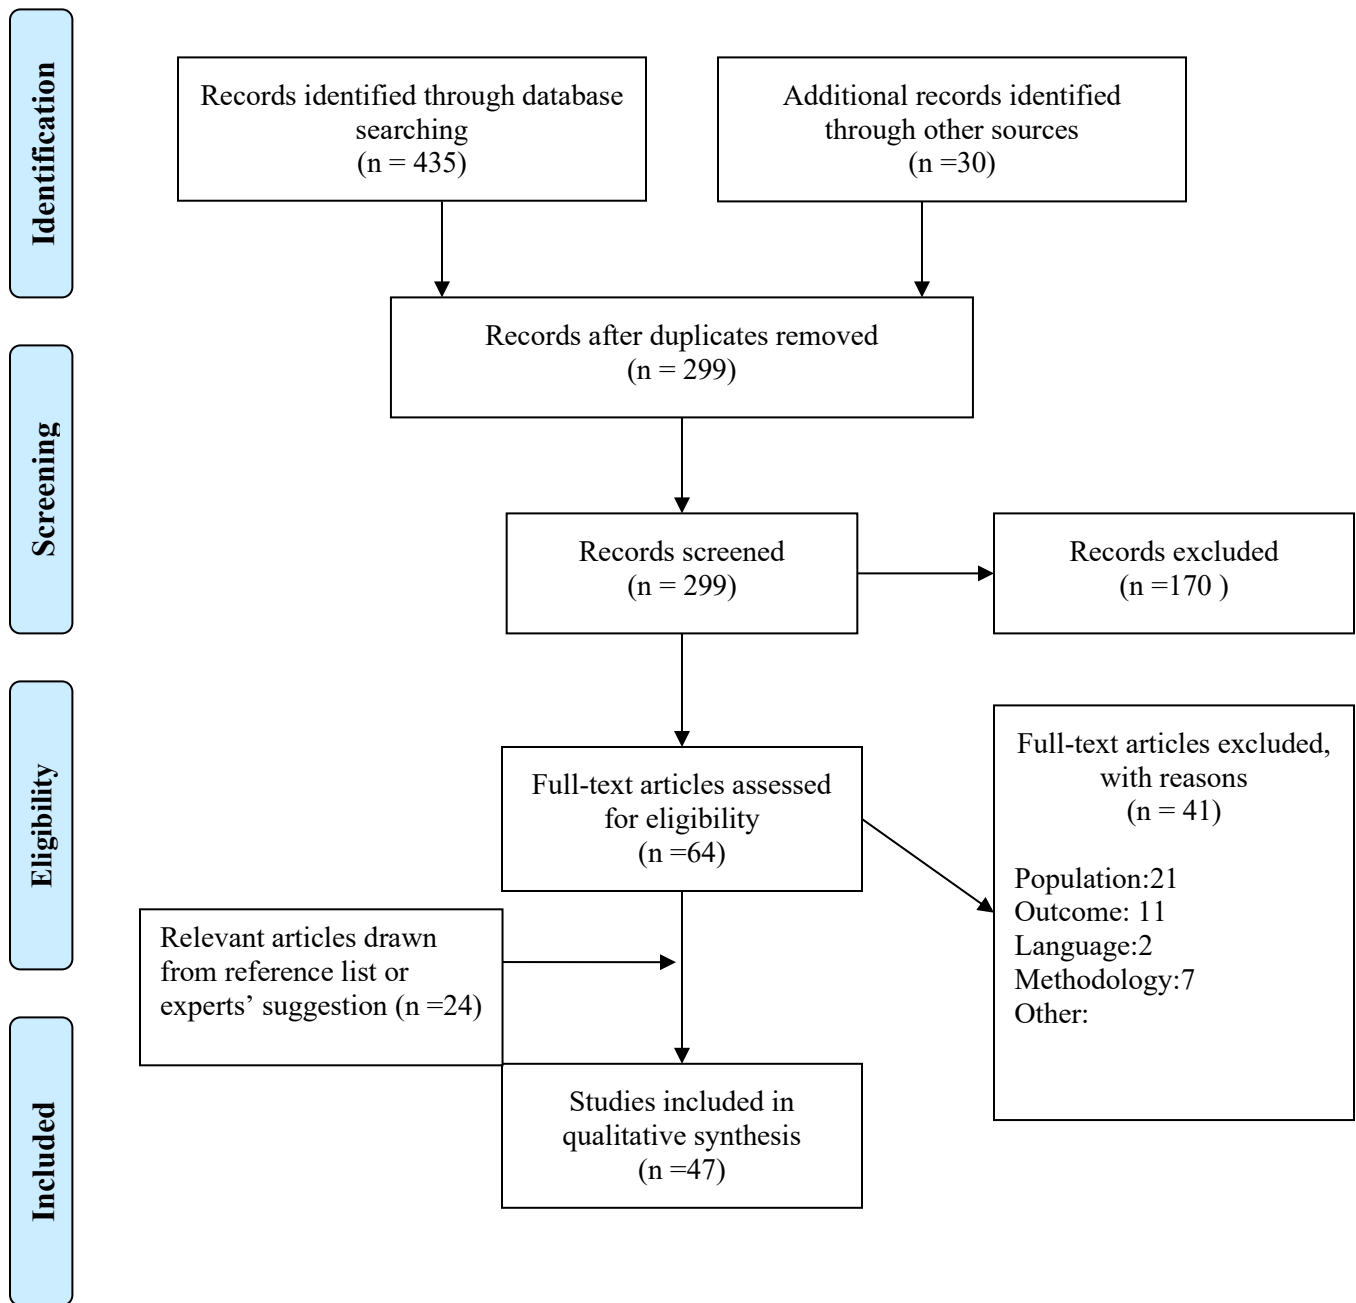 Identification
Records identified through database
searching
(n = 435)
Additional records identified
through other sources
(n =30)
Records after duplicates removed
(n = 299)
Screening
Records screened
(n = 299)
Records excluded
(n =170 )
Eligibility
Full-text articles assessed
for eligibility
(n =64)
Full-text articles excluded,
with reasons
(n = 41)
Population:21
Outcome: 11
Language:2
Methodology:7
Other:
Relevant articles drawn
from reference list or
experts’ suggestion (n =24)
Included
Studies included in
qualitative synthesis
(n =47)